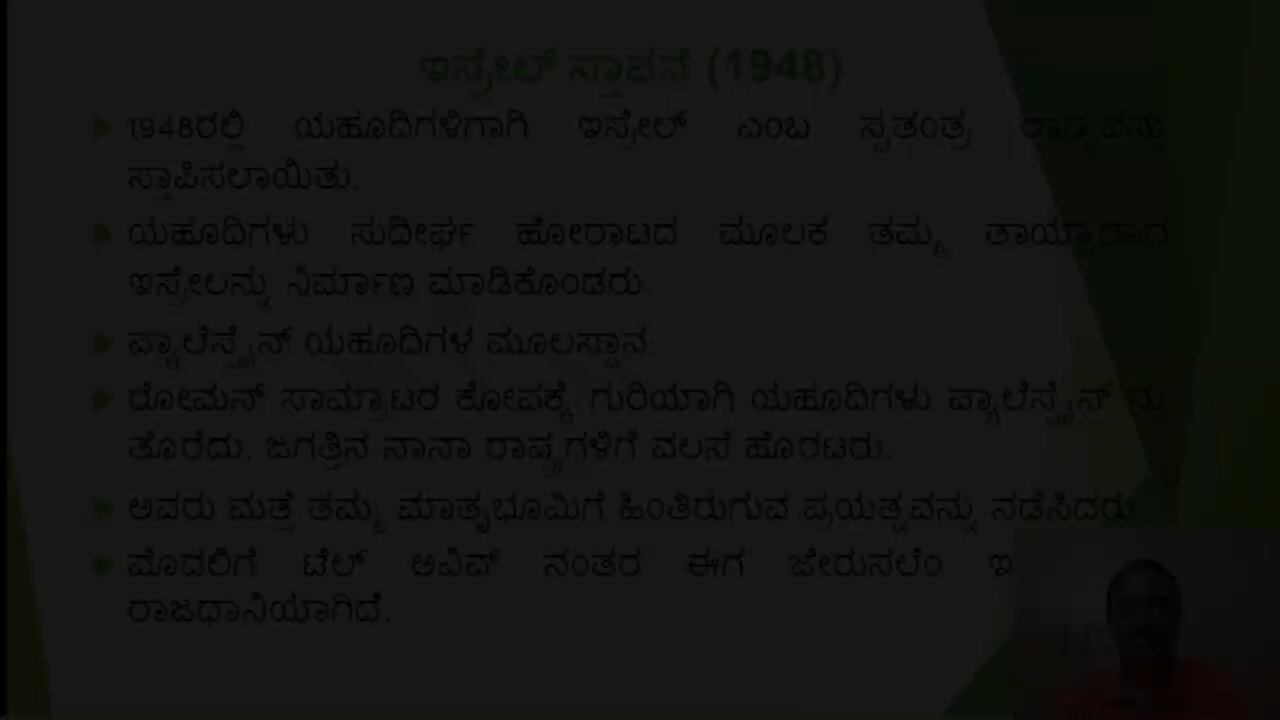 ಇಸ್ರೇಲ್ ಸ್ಥಾಪನೆ (1948)
1948ರಲ್ಲಿ ಯಹೂದಿಗಳಿಗಾಗಿ ಇಸ್ರೇಲ್ ಎಂಬ ಸ್ವತಂತ್ರ ರಾಷ್ಟ್ರವನ್ನು
ಸ್ಥಾಪಿಸಲಾಯಿತು.
ಯಹೂದಿಗಳು ಸುದೀರ್ಘ ಹೋರಾಟದ ಮೂಲಕ ತಮ್ಮ ತಾಯ್ನಾಡಾದ
ಇಸ್ರೇಲನ್ನು ನಿರ್ಮಾಣ ಮಾಡಿಕೊಂಡರು.
ಪ್ಯಾಲೆಸ್ಟೈನ್ ಯಹೂದಿಗಳ ಮೂಲಸ್ಥಾನ.
ರೋಮನ್ ಸಾಮ್ರಾಟರ ಕೋಪಕ್ಕೆ ಗುರಿಯಾಗಿ ಯಹೂದಿಗಳು ಪ್ಯಾಲೆಸ್ಟೈನ್ ನ್ನು
ತೊರೆದು, ಜಗತ್ತಿನ ನಾನಾ ರಾಷ್ಟ್ರಗಳಿಗೆ ವಲಸೆ ಹೊರಟರು.
ಅವರು ಮತ್ತೆ ತಮ್ಮ ಮಾತೃಭೂಮಿಗೆ ಹಿಂತಿರುಗುವ ಪ್ರಯತ್ನವನ್ನು ನಡೆಸಿದರು
ಮೊದಲಿಗೆ ಟೆಲ್ ಅವಿವ್ ನಂತರ ಈಗ ಜೇರುಸಲೆಂ
ರಾಜಧಾನಿಯಾಗಿದೆ.